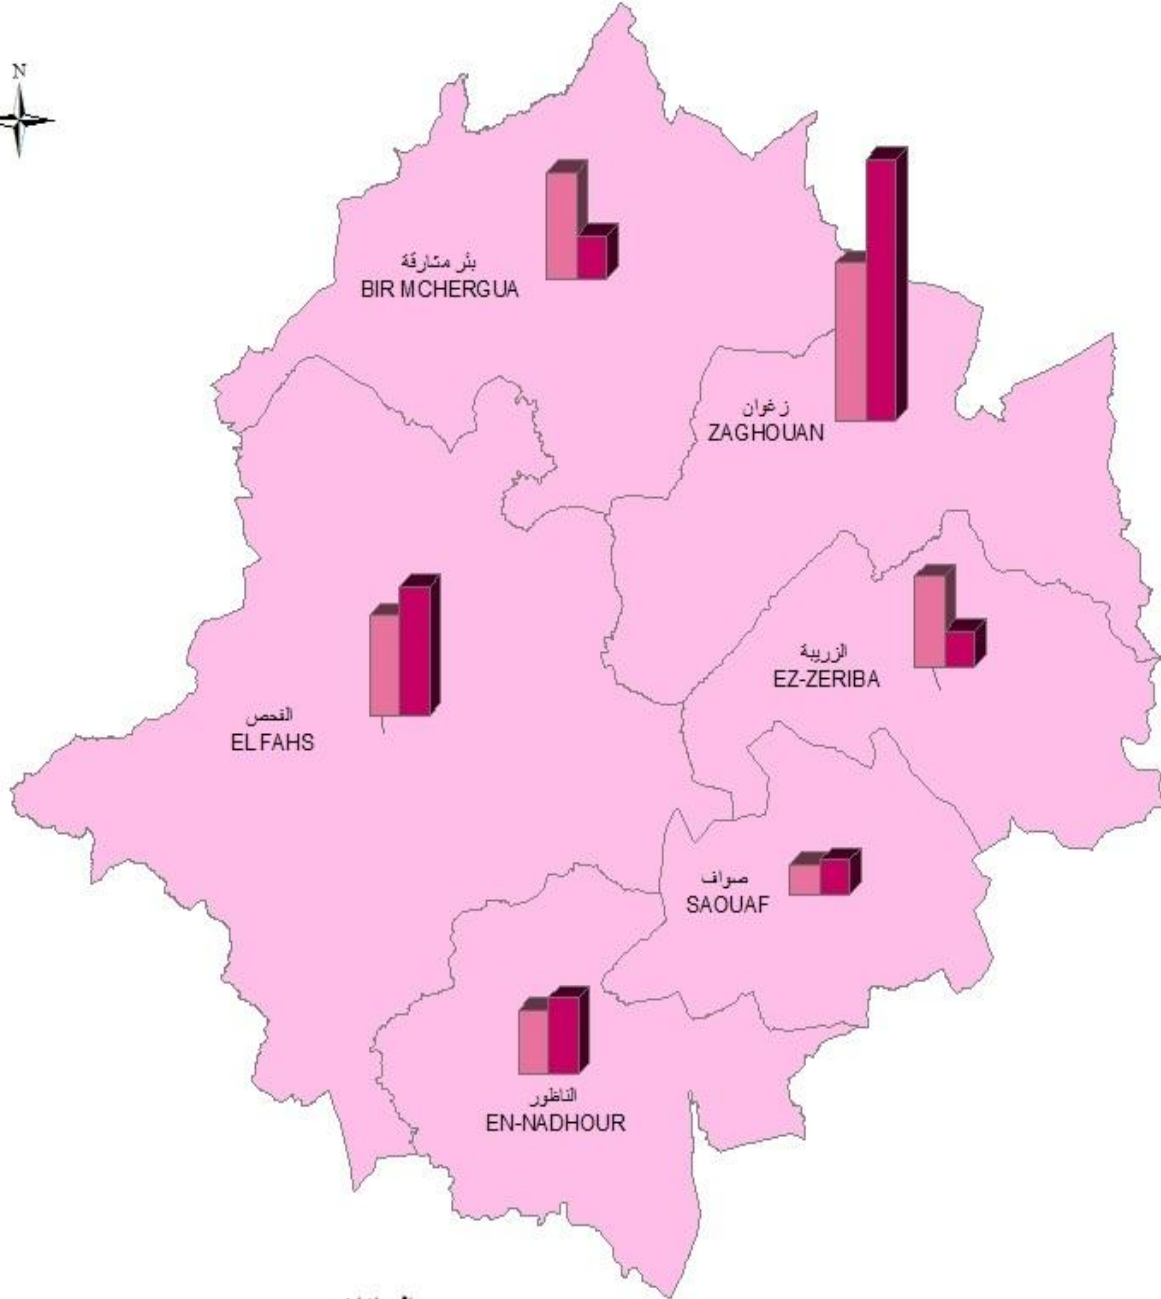 N
بئر مشارقة
BIR MCHERGUA
زغوان
ZAGHOUAN
الزريبة
EZ-ZERIBA
الفحص
EL FAHS
صواف
SAOUAF
الناظور
EN-NADHOUR